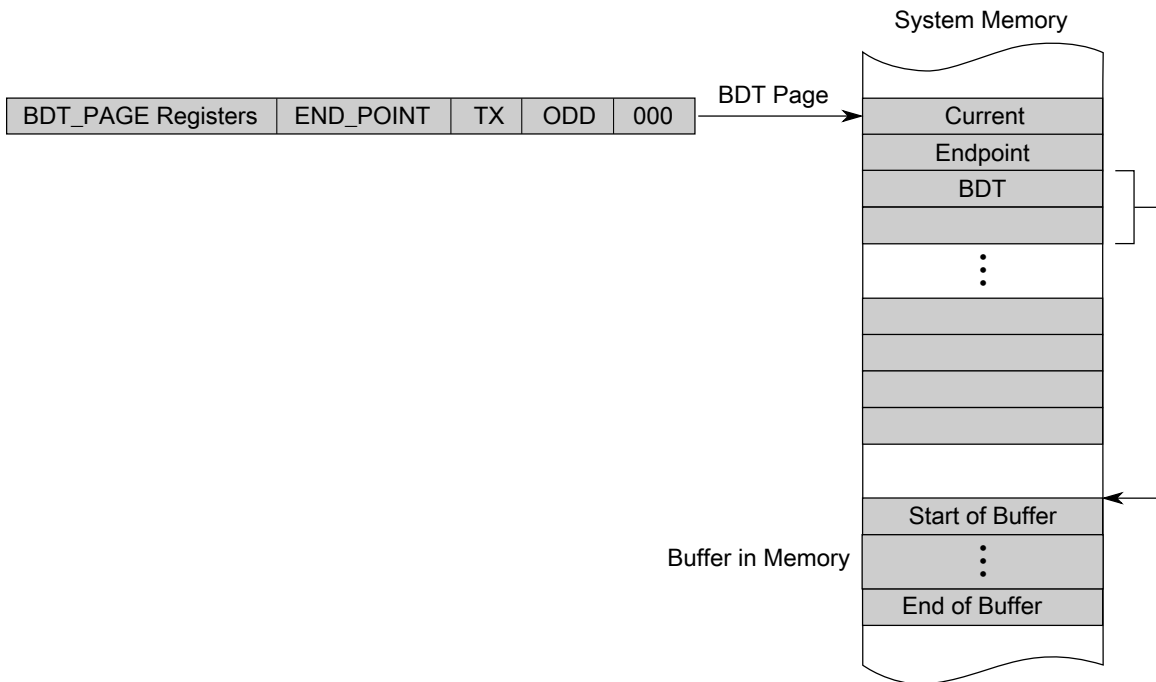 System Memory
BDT_PAGE Registers END_POINT TX ODD 000
BDT Page
Current
Endpoint
BDT
Start of Buffer
Buffer in Memory
End of Buffer